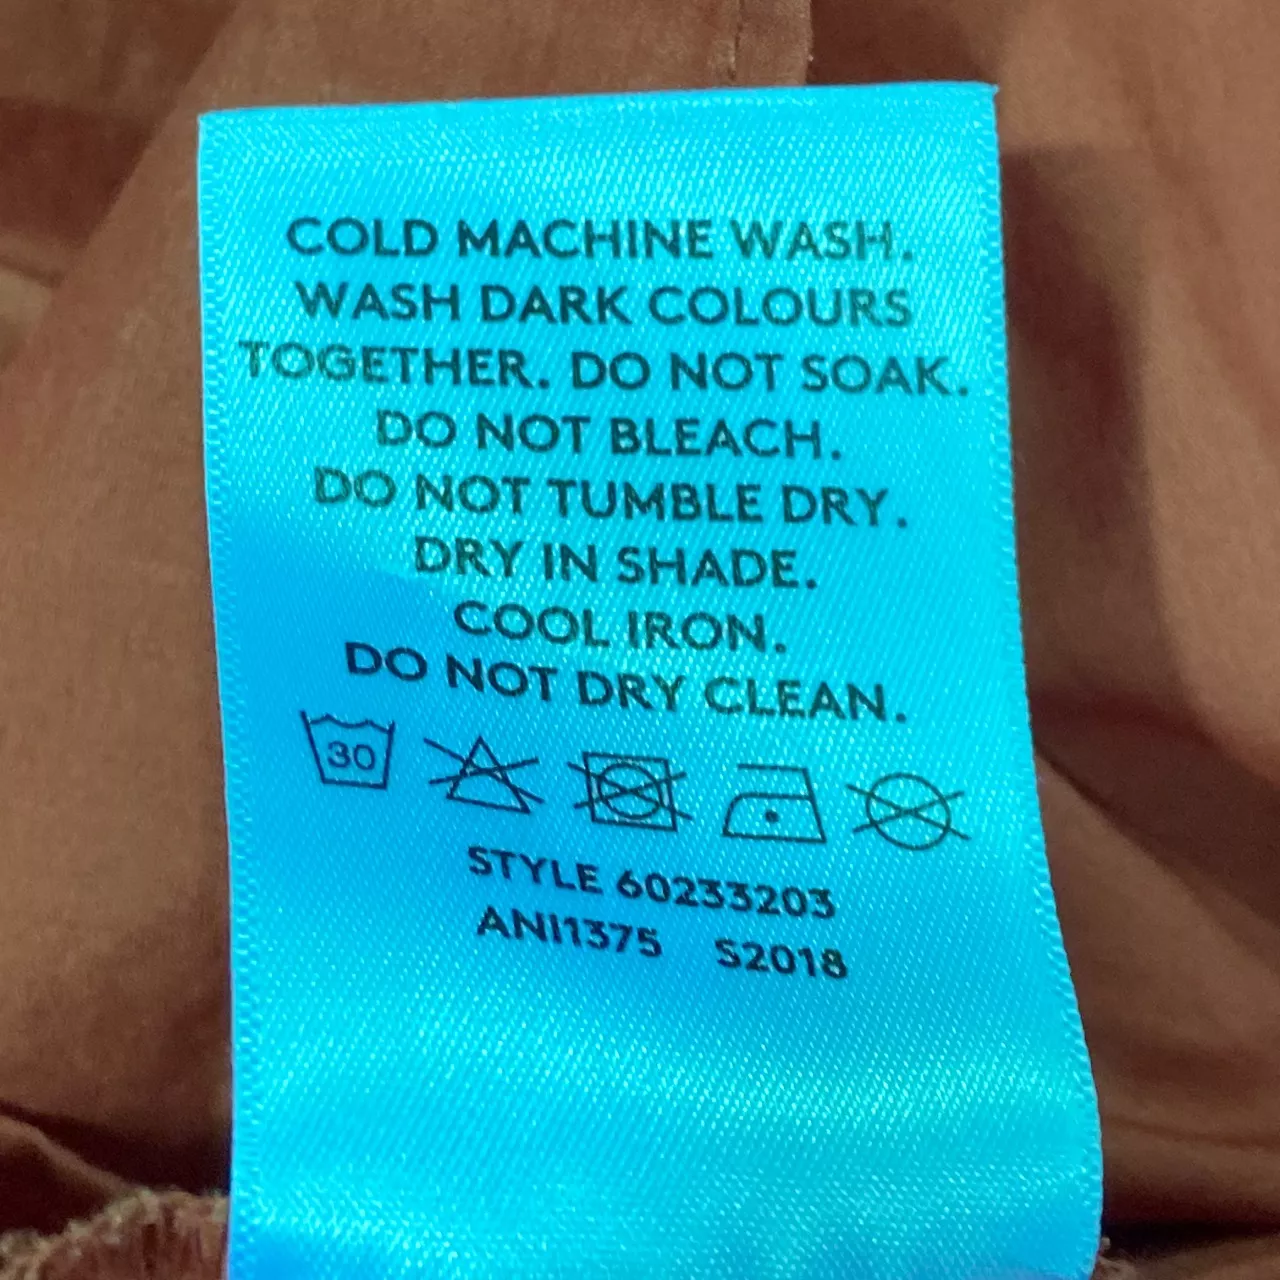 COLD MACHINE WASH.
WASH DARK COLOURS
TOGETHER. DO NOT SOAK.
DO NOT BLEACH.
DO NOT TUMBLE DRY.
DRY IN SHADE.
COOL IRON.
DO NOT DRY CLEAN.
30
STYLE 60233203
ANI1375 S2018